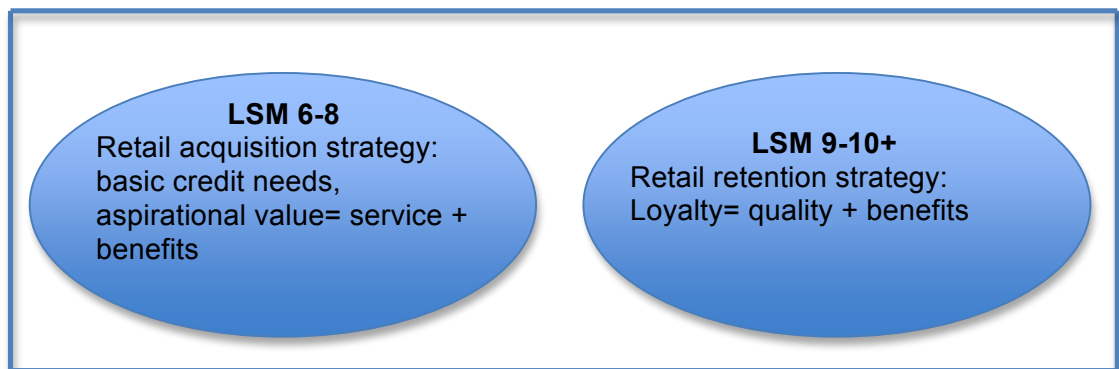 LSM 6-8
Retail acquisition strategy:
basic credit needs,
aspirational value= service +
benefits
LSM 9-10+
Retail retention strategy:
Loyalty= quality + benefits